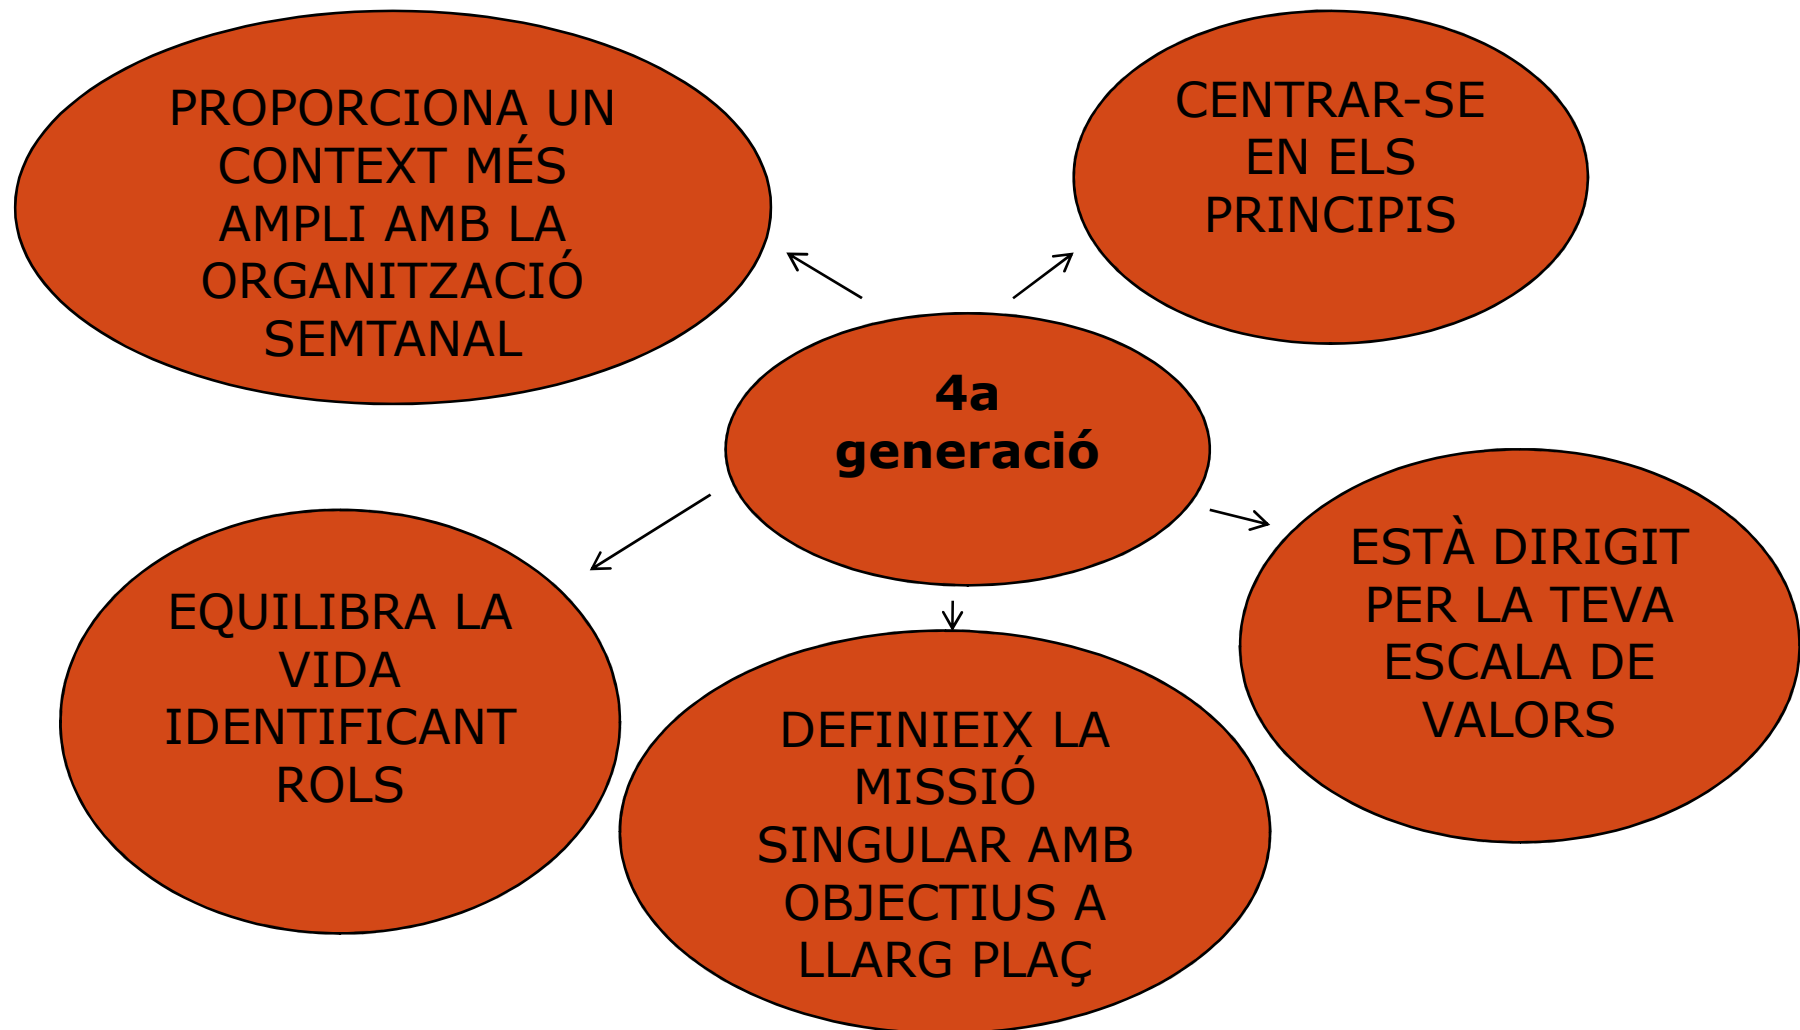 PROPORCIONA UN
CONTEXT MÉS
AMPLI AMB LA
ORGANITZACIÓ
SEMTANAL
CENTRAR-SE
EN ELS
PRINCIPIS
4a
generació
ESTÀ DIRIGIT
PER LA TEVA
ESCALA DE
VALORS
EQUILIBRA LA
VIDA
IDENTIFICANT
ROLS
DEFINIEIX LA
MISSIÓ
SINGULAR AMB
OBJECTIUS A
LLARG PLAÇ